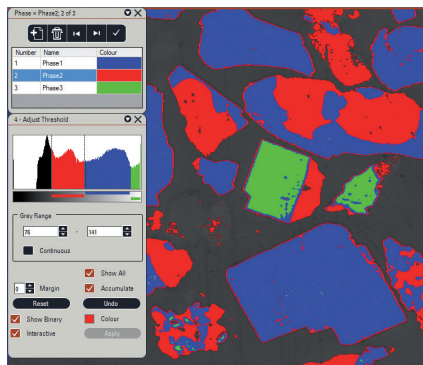 Phase = Phase2; 2 of 3
Number Name Colour
1 Phase1
2 Phase2
3 Phase3
4 - Adjust Threshold
Grey Range
76 - 141
Continuous
Show All
0 Margin Accumulate
Reset Undo
Show Binary Colour
Interactive Apply